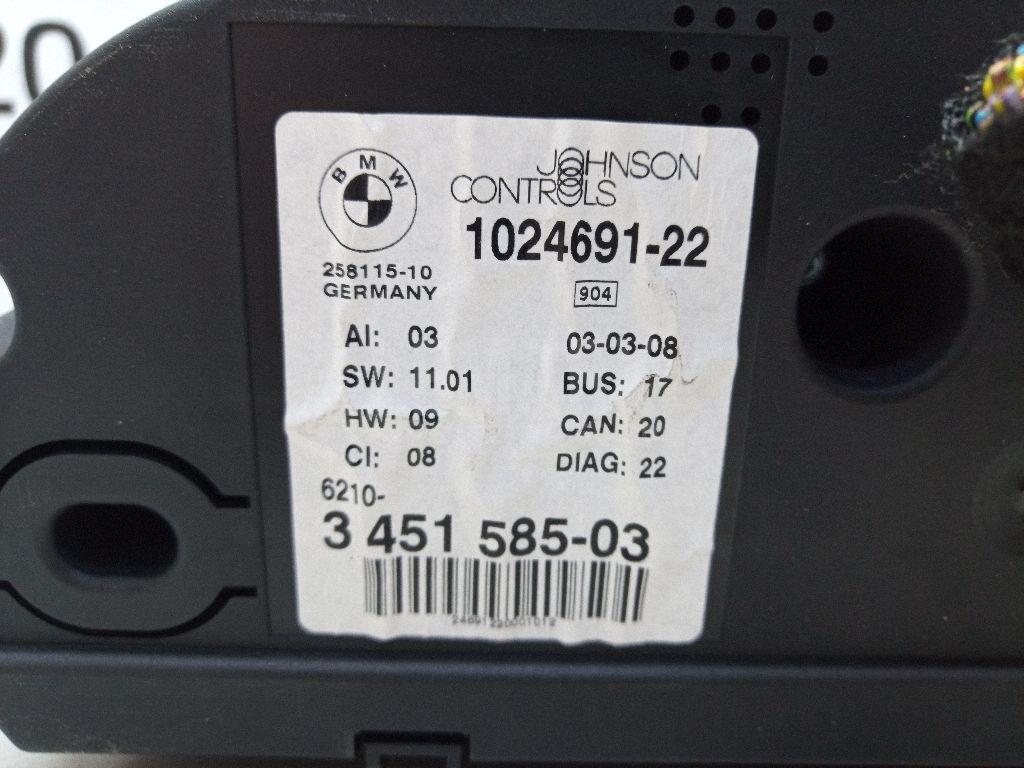 20
BMW
JOHNSON
CONTROLS
1024691-22
258115-10
GERMANY
904
AI: 03
03-03-08
SW: 11.01
BUS: 17
HW: 09
CAN: 20
CI: 08
DIAG: 22
6210-
3 451 585-03